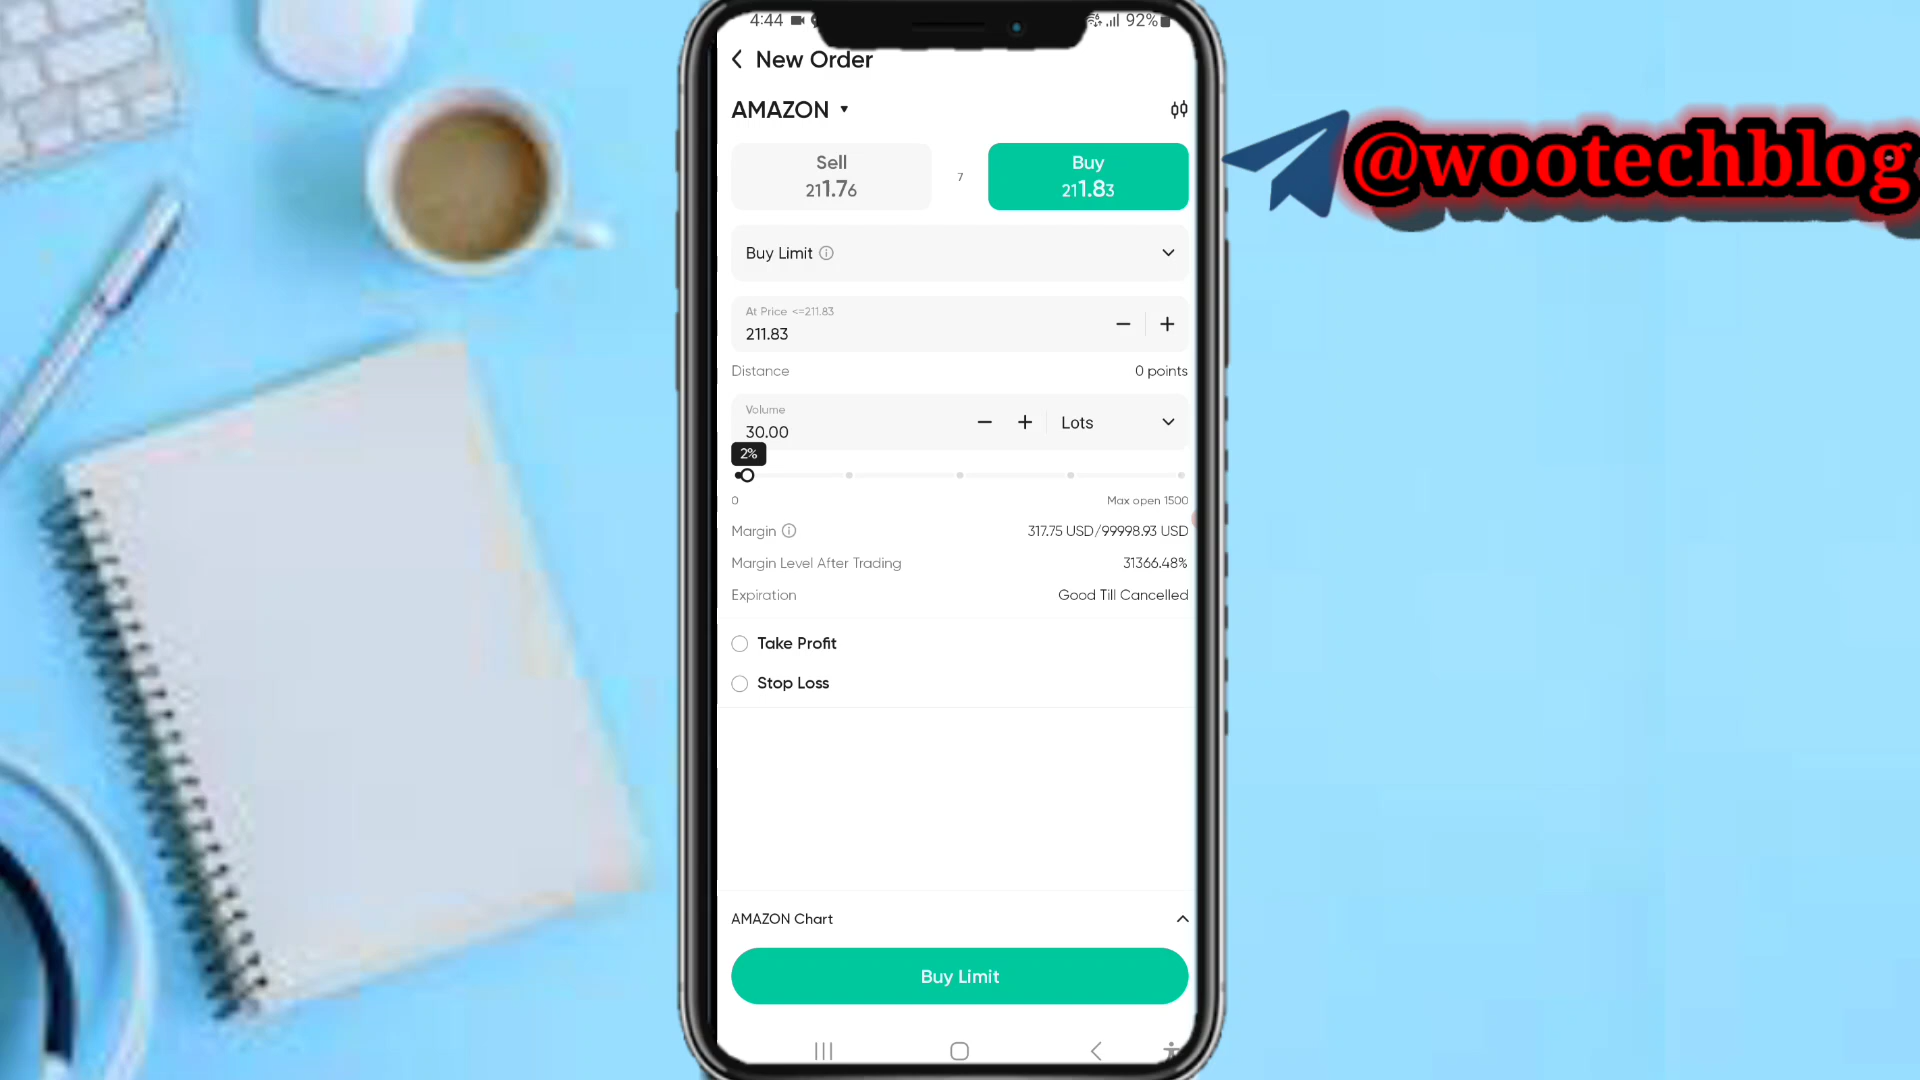 4:44
92%
New Order
AMAZON
Sell
211.76
7
Buy
211.83
@wootechblog
Buy Limit
At Price <=211.83
211.83
Distance
0 points
Volume
30.00
Lots
2%
0
Max open 1500
Margin
317.75 USD/99998.93 USD
Margin Level After Trading
31366.48%
Expiration
Good Till Cancelled
Take Profit
Stop Loss
AMAZON Chart
Buy Limit